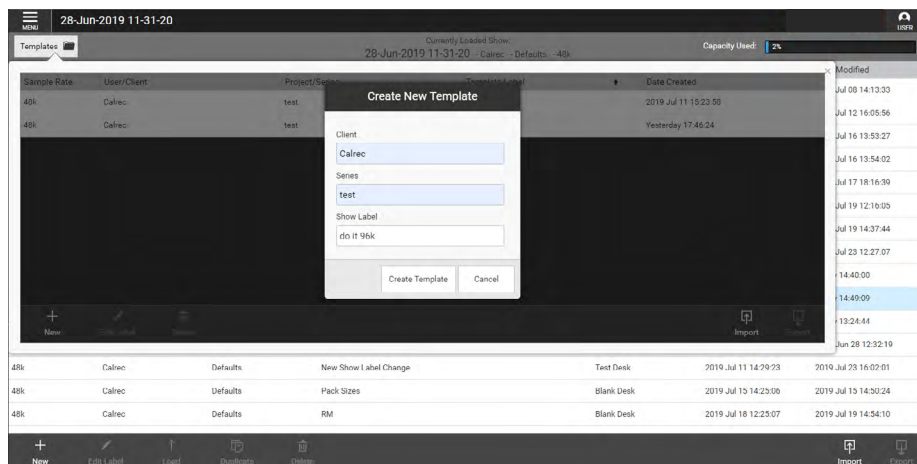 MENU
28-Jun-2019 11-31-20
USER
Templates
Currently Loaded Show:
28-Jun-2019 11-31-20 - Calrec - Defaults - 48k
Capacity Used: 2%
Modified
Sample Rate User/Client Project/Series Template Label Date Created
48k Calrec test 2019 Jul 11 15:23:58
48k Calrec test Yesterday 17:46:24
Create New Template
Client
Calrec
Series
test
Show Label
do it 96k
Create Template Cancel
New Edit Label Delete Import Export
Jul 08 14:13:33
Jul 12 16:05:56
Jul 16 13:53:27
Jul 16 13:54:02
Jul 17 18:16:39
Jul 19 12:16:05
Jul 19 14:37:44
Jul 23 12:27:07
14:40:00
14:49:09
13:24:44
Jun 28 12:32:19
48k Calrec Defaults New Show Label Change Test Desk 2019 Jul 11 14:29:23 2019 Jul 23 16:02:01
48k Calrec Defaults Pack Sizes Blank Desk 2019 Jul 15 14:25:06 2019 Jul 15 14:50:24
48k Calrec Defaults RM Blank Desk 2019 Jul 18 12:25:07 2019 Jul 19 14:54:10
New Edit Label Load Duplicate Delete Import Export